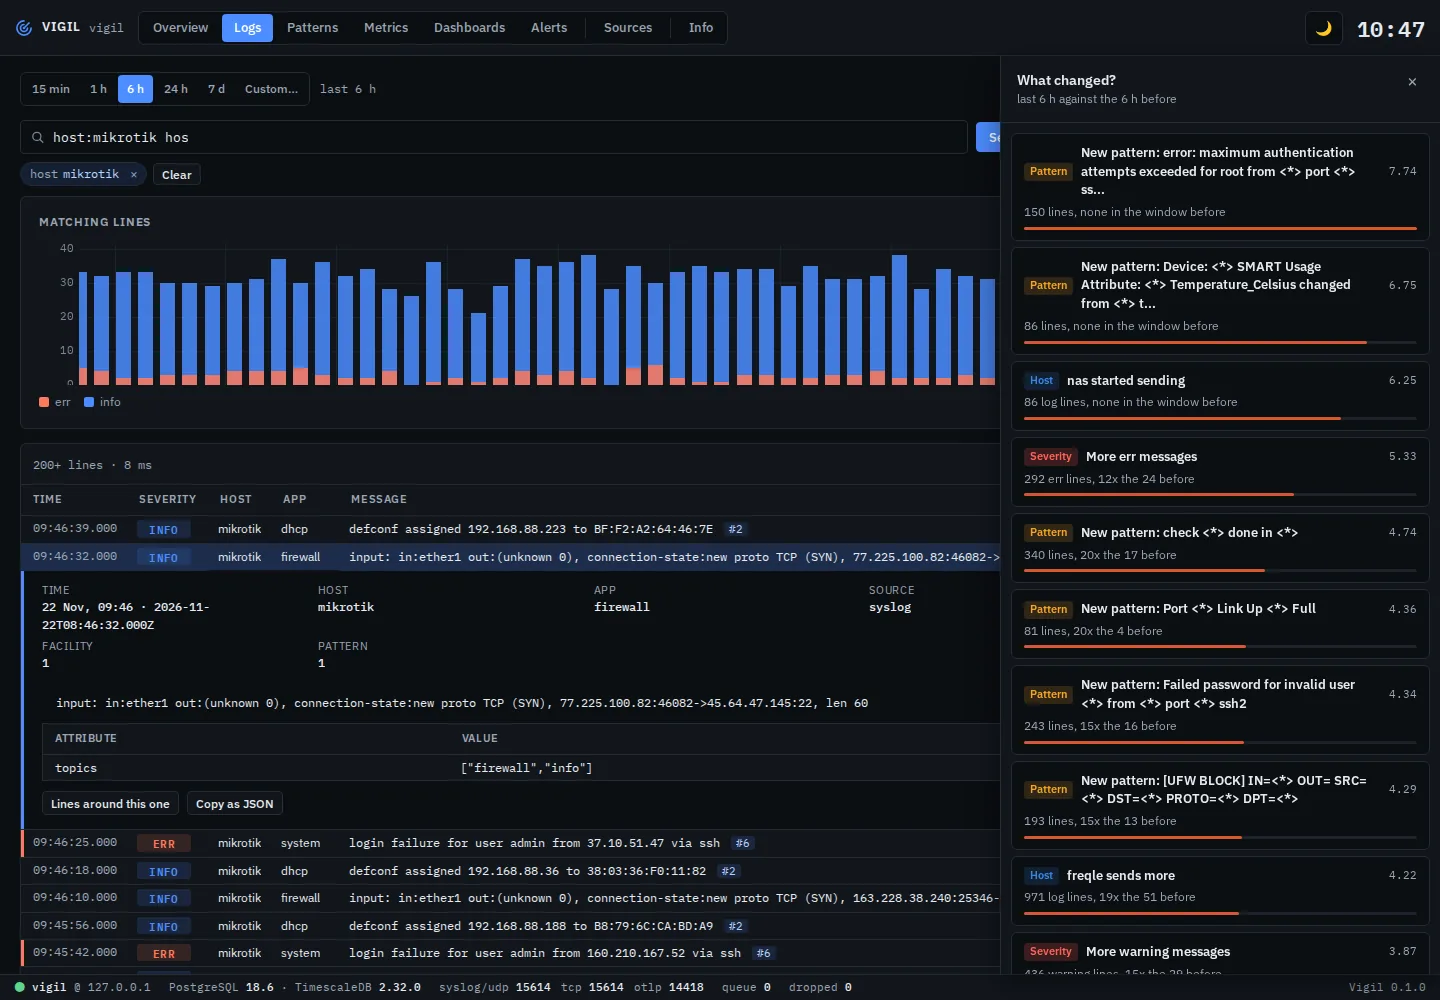 VIGIL vigil
Overview Logs Patterns Metrics Dashboards Alerts Sources Info
10:47
15 min 1 h 6 h 24 h 7 d Custom... last 6 h
host:mikrotik hos
host mikrotik × Clear
MATCHING LINES
40
30
20
10
0
err info
200+ lines · 8 ms
TIME SEVERITY HOST APP MESSAGE
09:46:39.000 INFO mikrotik dhcp defconf assigned 192.168.88.223 to BF:F2:A2:64:46:7E #2
09:46:32.000 INFO mikrotik firewall input: in:ether1 out:(unknown 0), connection-state:new proto TCP (SYN), 77.225.100.82:46082->
TIME HOST APP SOURCE
22 Nov, 09:46 · 2026-11- mikrotik firewall syslog
22T08:46:32.000Z
FACILITY PATTERN
1 1
input: in:ether1 out:(unknown 0), connection-state:new proto TCP (SYN), 77.225.100.82:46082->45.64.47.145:22, len 60
ATTRIBUTE VALUE
topics ["firewall","info"]
Lines around this one Copy as JSON
09:46:25.000 ERR mikrotik system login failure for user admin from 37.10.51.47 via ssh #6
09:46:18.000 INFO mikrotik dhcp defconf assigned 192.168.88.36 to 38:03:36:F0:11:82 #2
09:46:10.000 INFO mikrotik firewall input: in:ether1 out:(unknown 0), connection-state:new proto TCP (SYN), 163.228.38.240:25346-
09:45:56.000 INFO mikrotik dhcp defconf assigned 192.168.88.188 to B8:79:6C:CA:BD:A9 #2
09:45:42.000 ERR mikrotik system login failure for user admin from 160.210.167.52 via ssh #6
What changed? ×
last 6 h against the 6 h before
Pattern New pattern: error: maximum authentication 7.74
attempts exceeded for root from <*> port <*>
ss...
150 lines, none in the window before
Pattern New pattern: Device: <*> SMART Usage 6.75
Attribute: <*> Temperature_Celsius changed
from <*> t...
86 lines, none in the window before
Host nas started sending 6.25
86 log lines, none in the window before
Severity More err messages 5.33
292 err lines, 12x the 24 before
Pattern New pattern: check <*> done in <*> 4.74
340 lines, 20x the 17 before
Pattern New pattern: Port <*> Link Up <*> Full 4.36
81 lines, 20x the 4 before
Pattern New pattern: Failed password for invalid user 4.34
<*> from <*> port <*> ssh2
243 lines, 15x the 16 before
Pattern New pattern: [UFW BLOCK] IN=<*> OUT= SRC= 4.29
<*> DST=<*> PROTO=<*> DPT=<*>
193 lines, 15x the 13 before
Host freqle sends more 4.22
971 log lines, 19x the 51 before
Severity More warning messages 3.87
436 warning lines, 15x the 29 before
vigil @ 127.0.0.1 PostgreSQL 18.6 · TimescaleDB 2.32.0 syslog/udp 15614 tcp 15614 otlp 14418 queue 0 dropped 0 Vigil 0.1.0